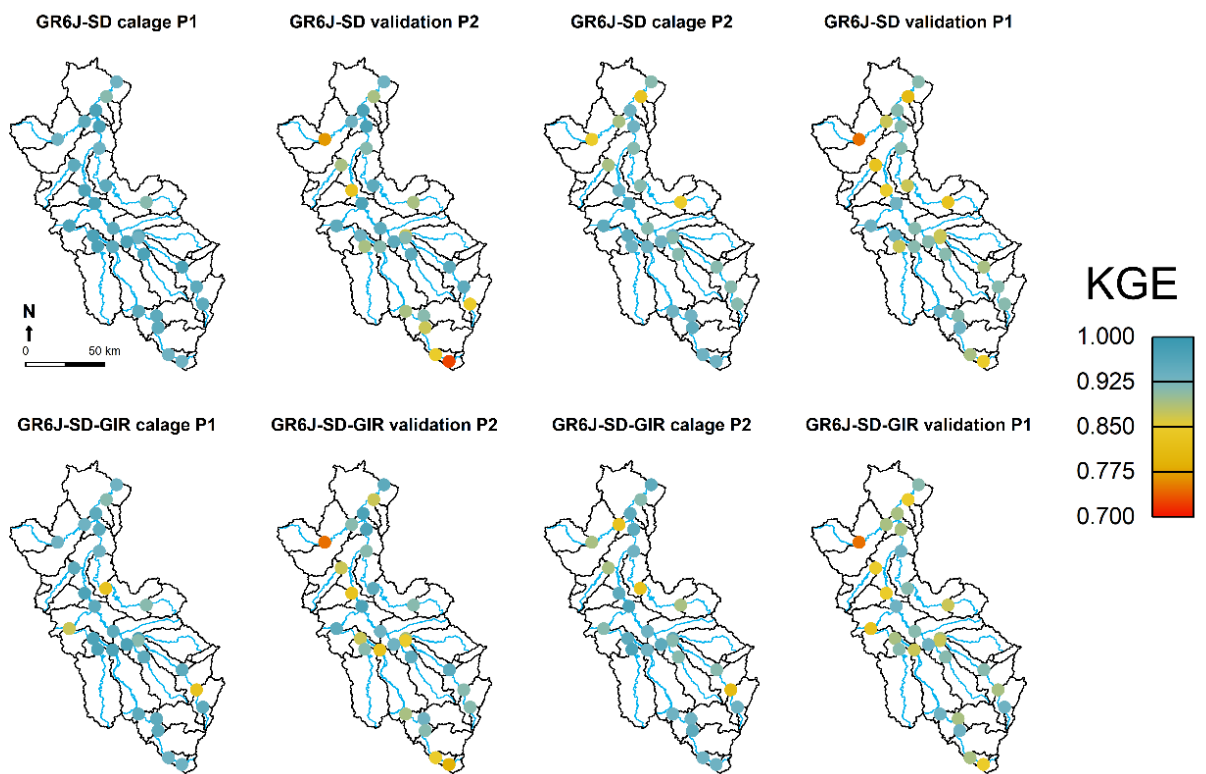 GR6J-SD calage P1
GR6J-SD validation P2
GR6J-SD calage P2
GR6J-SD validation P1
N
0 50 km
KGE
1.000
0.925
0.850
0.775
0.700
GR6J-SD-GIR calage P1
GR6J-SD-GIR validation P2
GR6J-SD-GIR calage P2
GR6J-SD-GIR validation P1